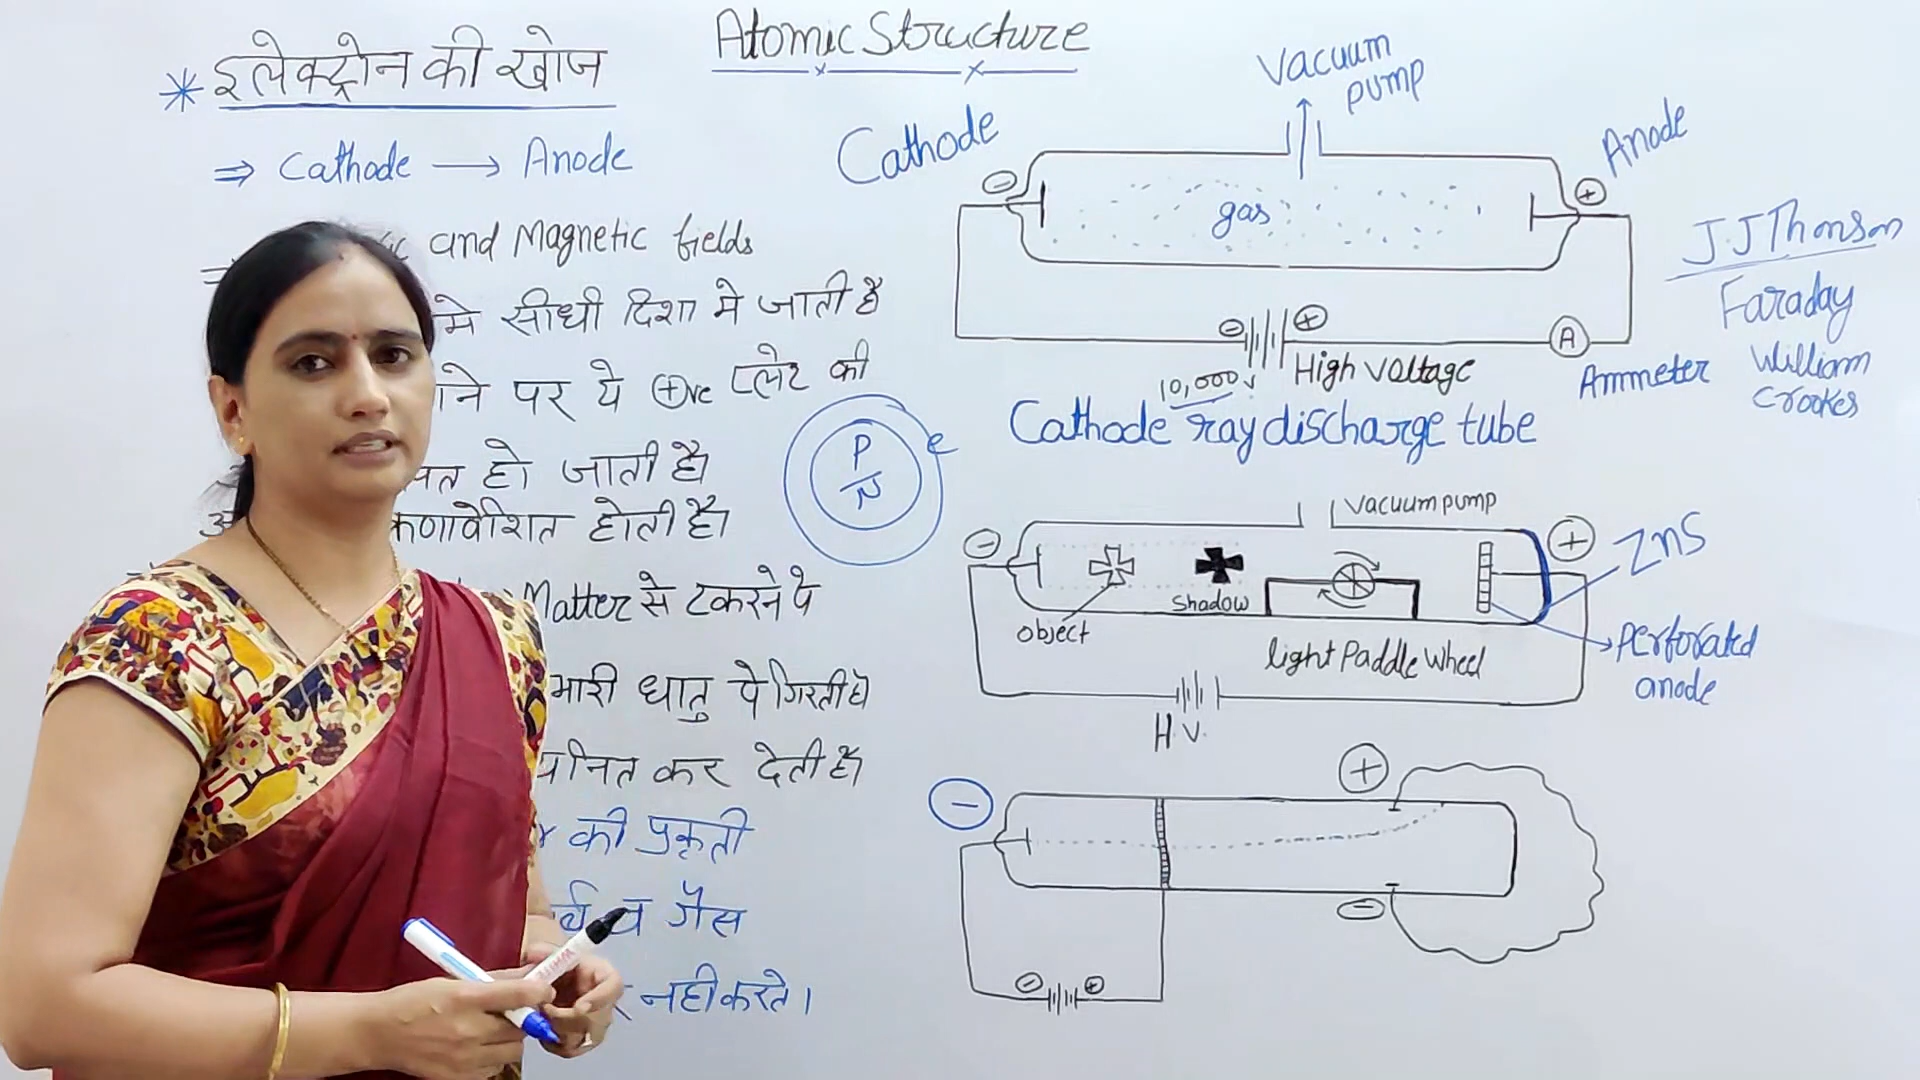 Atomic Structure
* इलेक्ट्रोन की खोज
⇒ Cathode → Anode
and Magnetic fields
मे सीधी दिशा मे जाती है
पर ये +ve प्लेट की
हो जाती है।
होती है।
Matter से टकराने पे
भारी धातु पे गिरती है
कर देती है।
की प्रकृती
व गैस
नही करते।
Vacuum pump
Cathode
Anode
−
+
gas
− +
A
10,000 v
High Voltage
Ammeter
J J Thomson
Faraday
William
Crookes
Cathode ray discharge tube
P
N
e
Vacuum pump
−
+
ZnS
Shadow
object
light Paddle Wheel
Perforated
anode
H.V.
−
+
−
− +